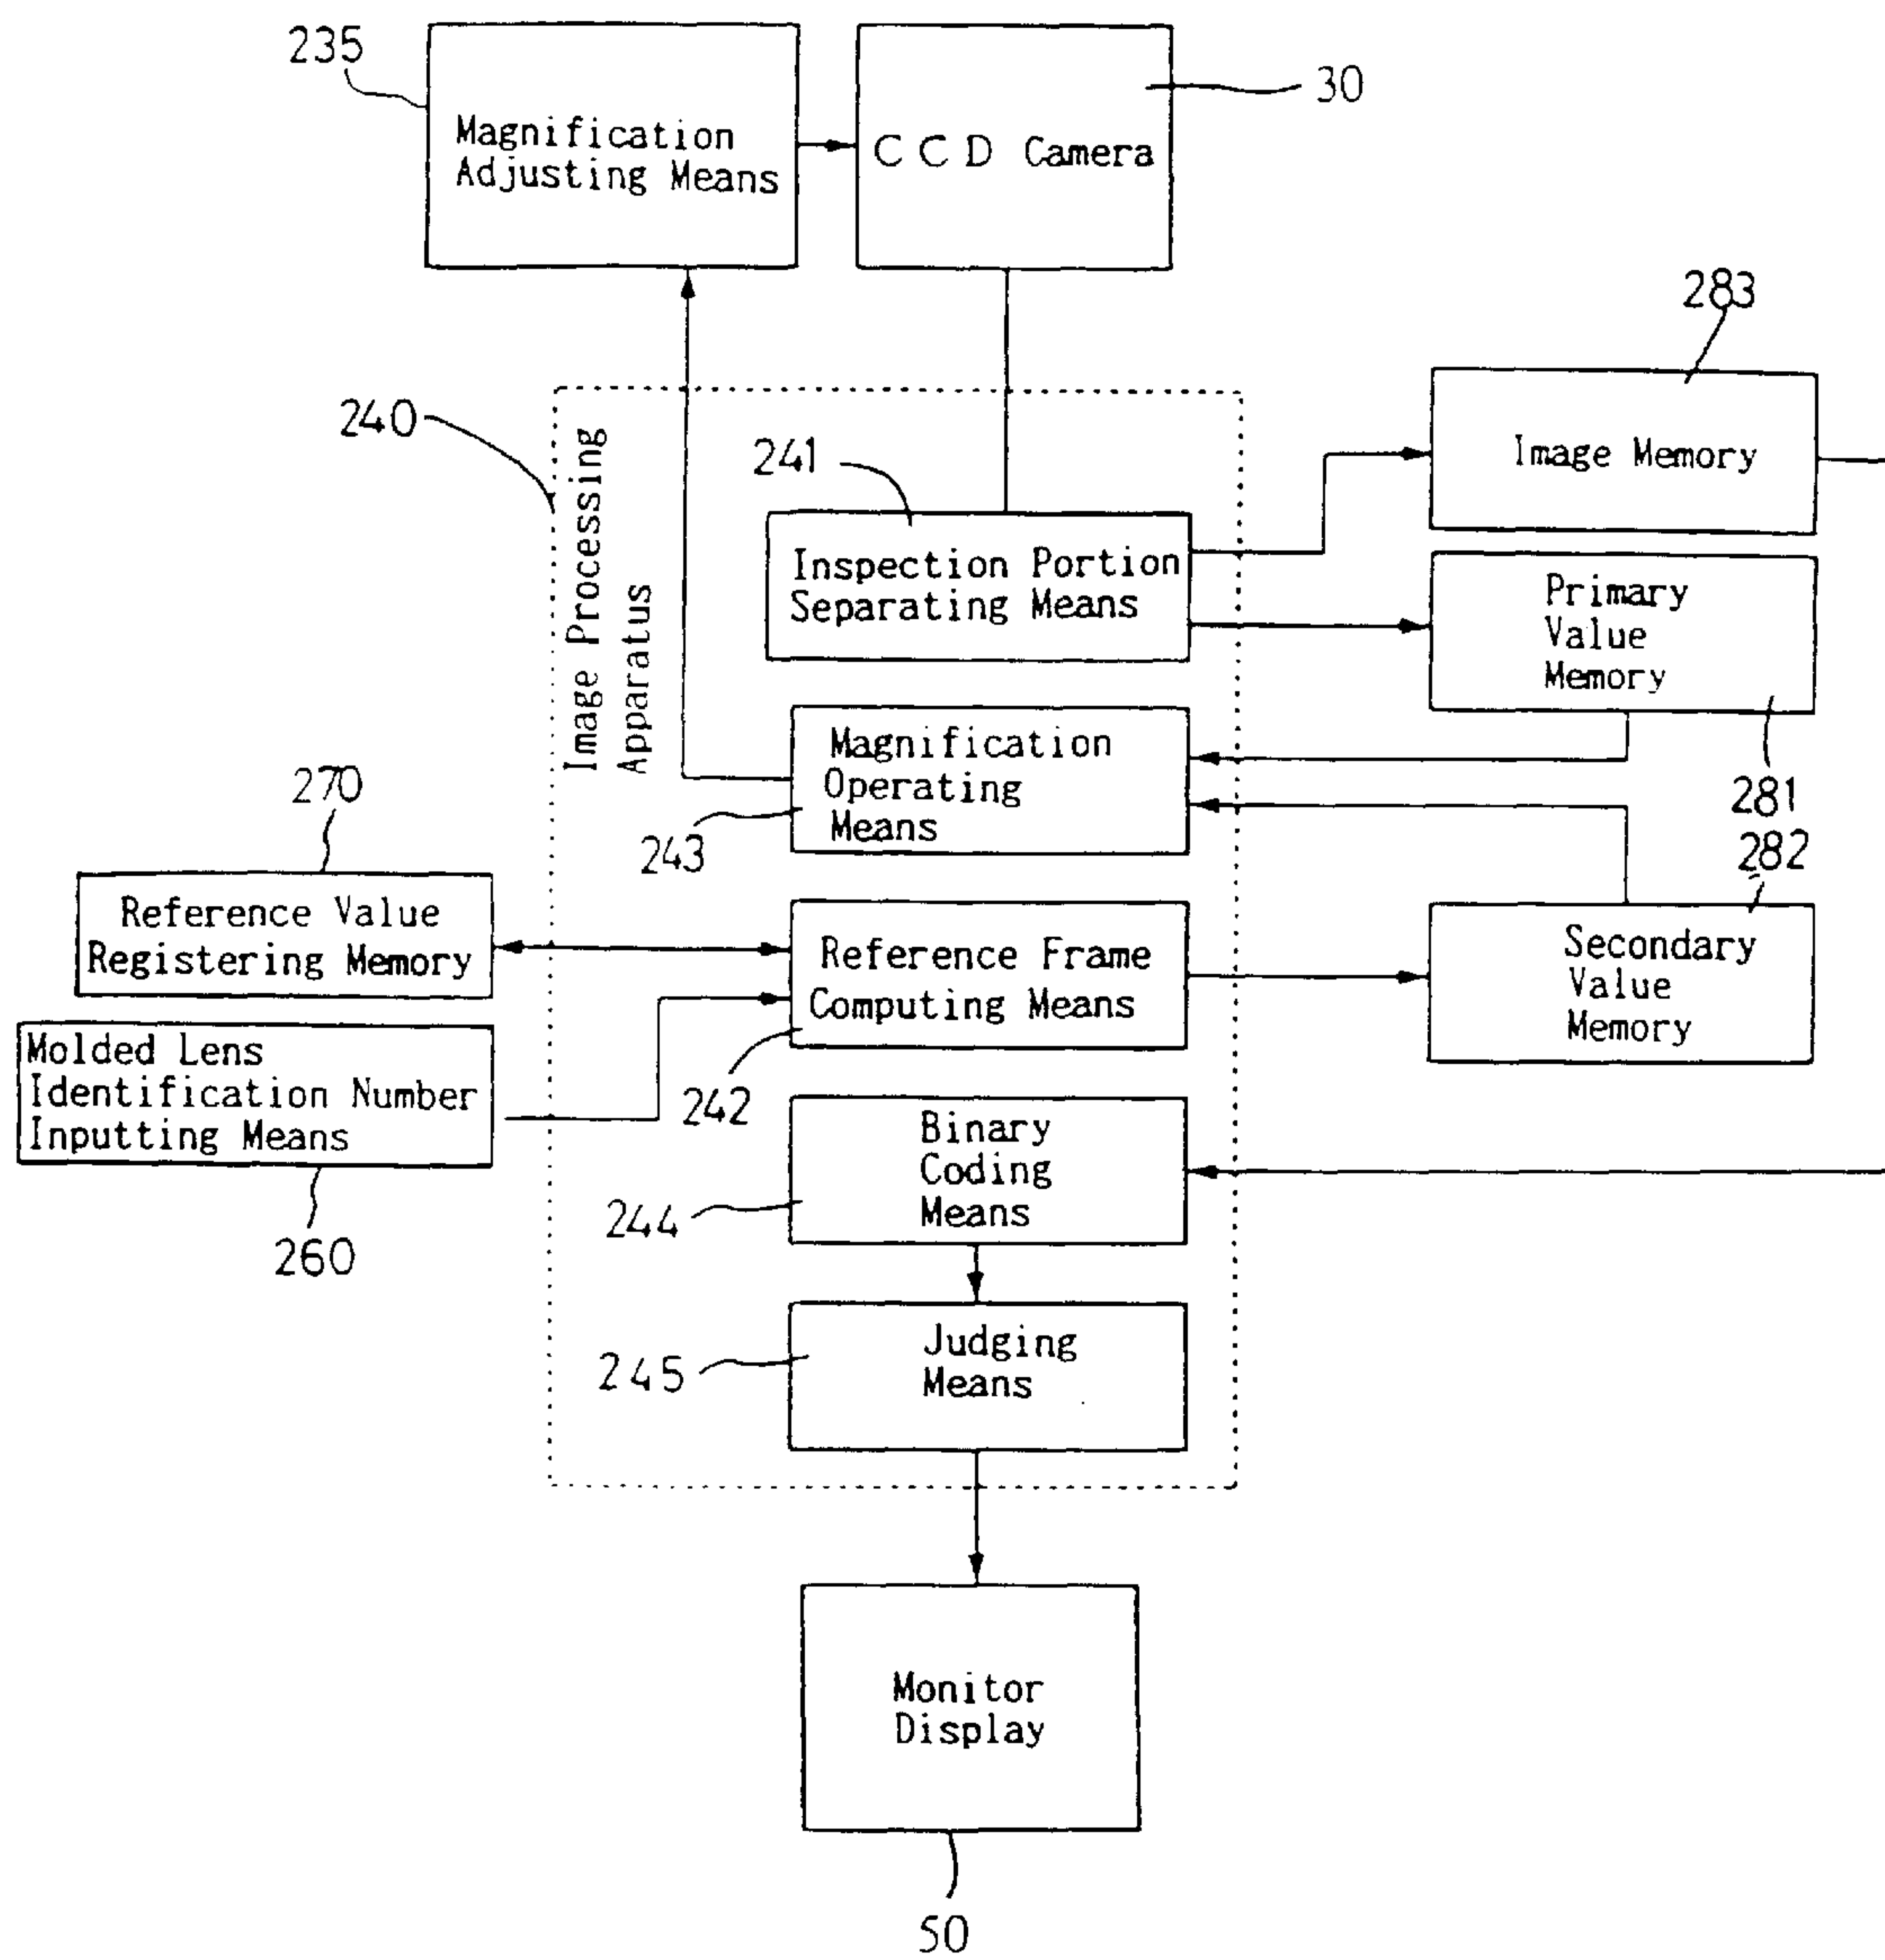 235
Magnification
Adjusting Means
CCD Camera
30
283
Image Memory
240
Image Processing
Apparatus
241
Inspection Portion
Separating Means
Primary
Value
Memory
281
Magnification
Operating
Means
243
282
270
Reference Value
Registering Memory
Reference Frame
Computing Means
242
Secondary
Value
Memory
Molded Lens
Identification Number
Inputting Means
260
Binary
Coding
Means
244
Judging
Means
245
Monitor
Display
50